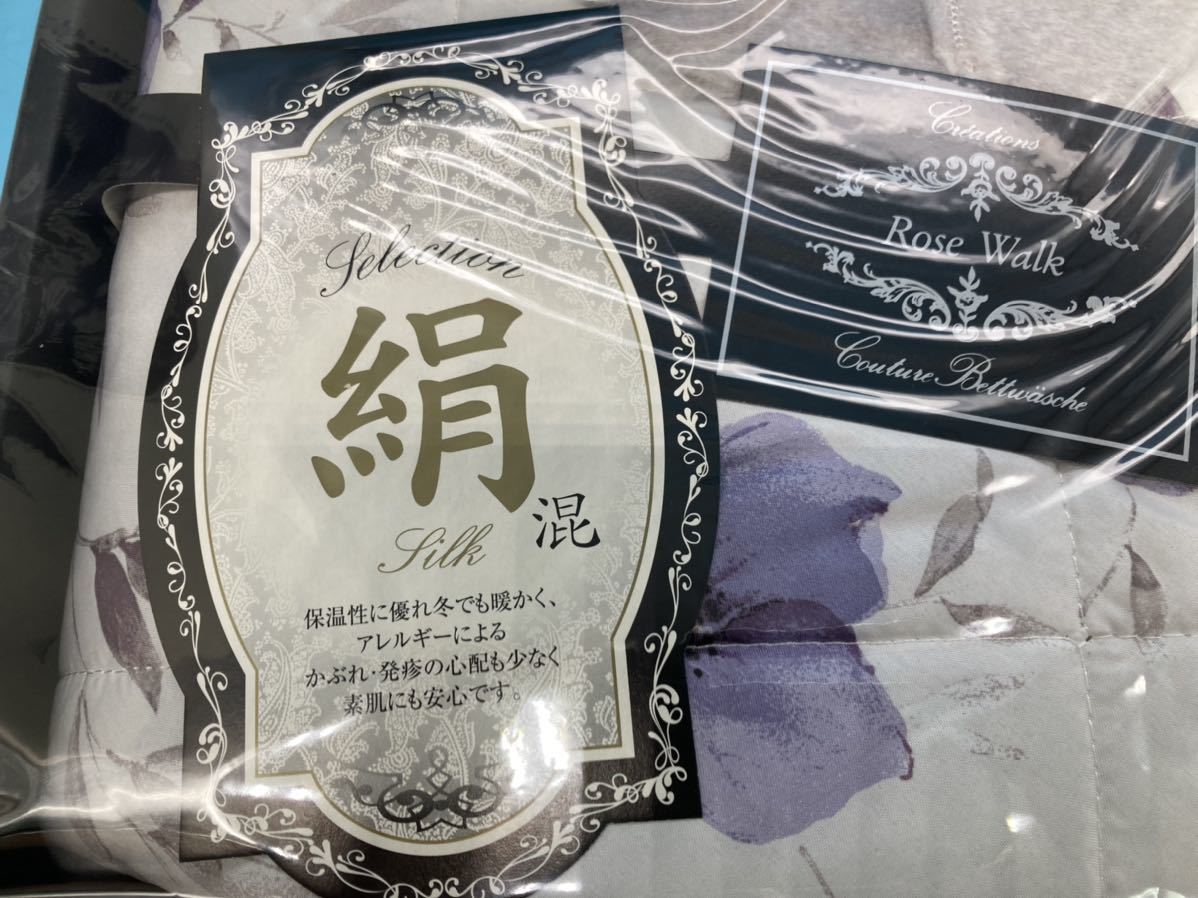 Selection
絹
混
Silk
保温性に優れ冬でも暖かく、
アレルギーによる
かぶれ・発疹の心配も少なく
素肌にも安心です。
Créations
Rose Walk
Couture Bettwäsche